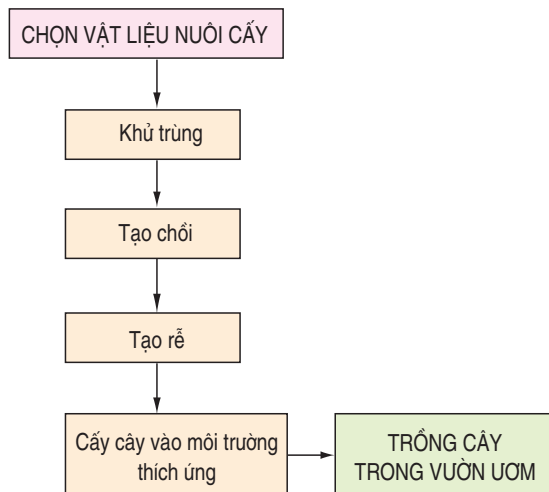 CHỌN VẬT LIỆU NUÔI CẤY
Khử trùng
Tạo chồi
Tạo rễ
Cấy cây vào môi trường
thích ứng
TRỒNG CÂY
TRONG VƯỜN ƯƠM